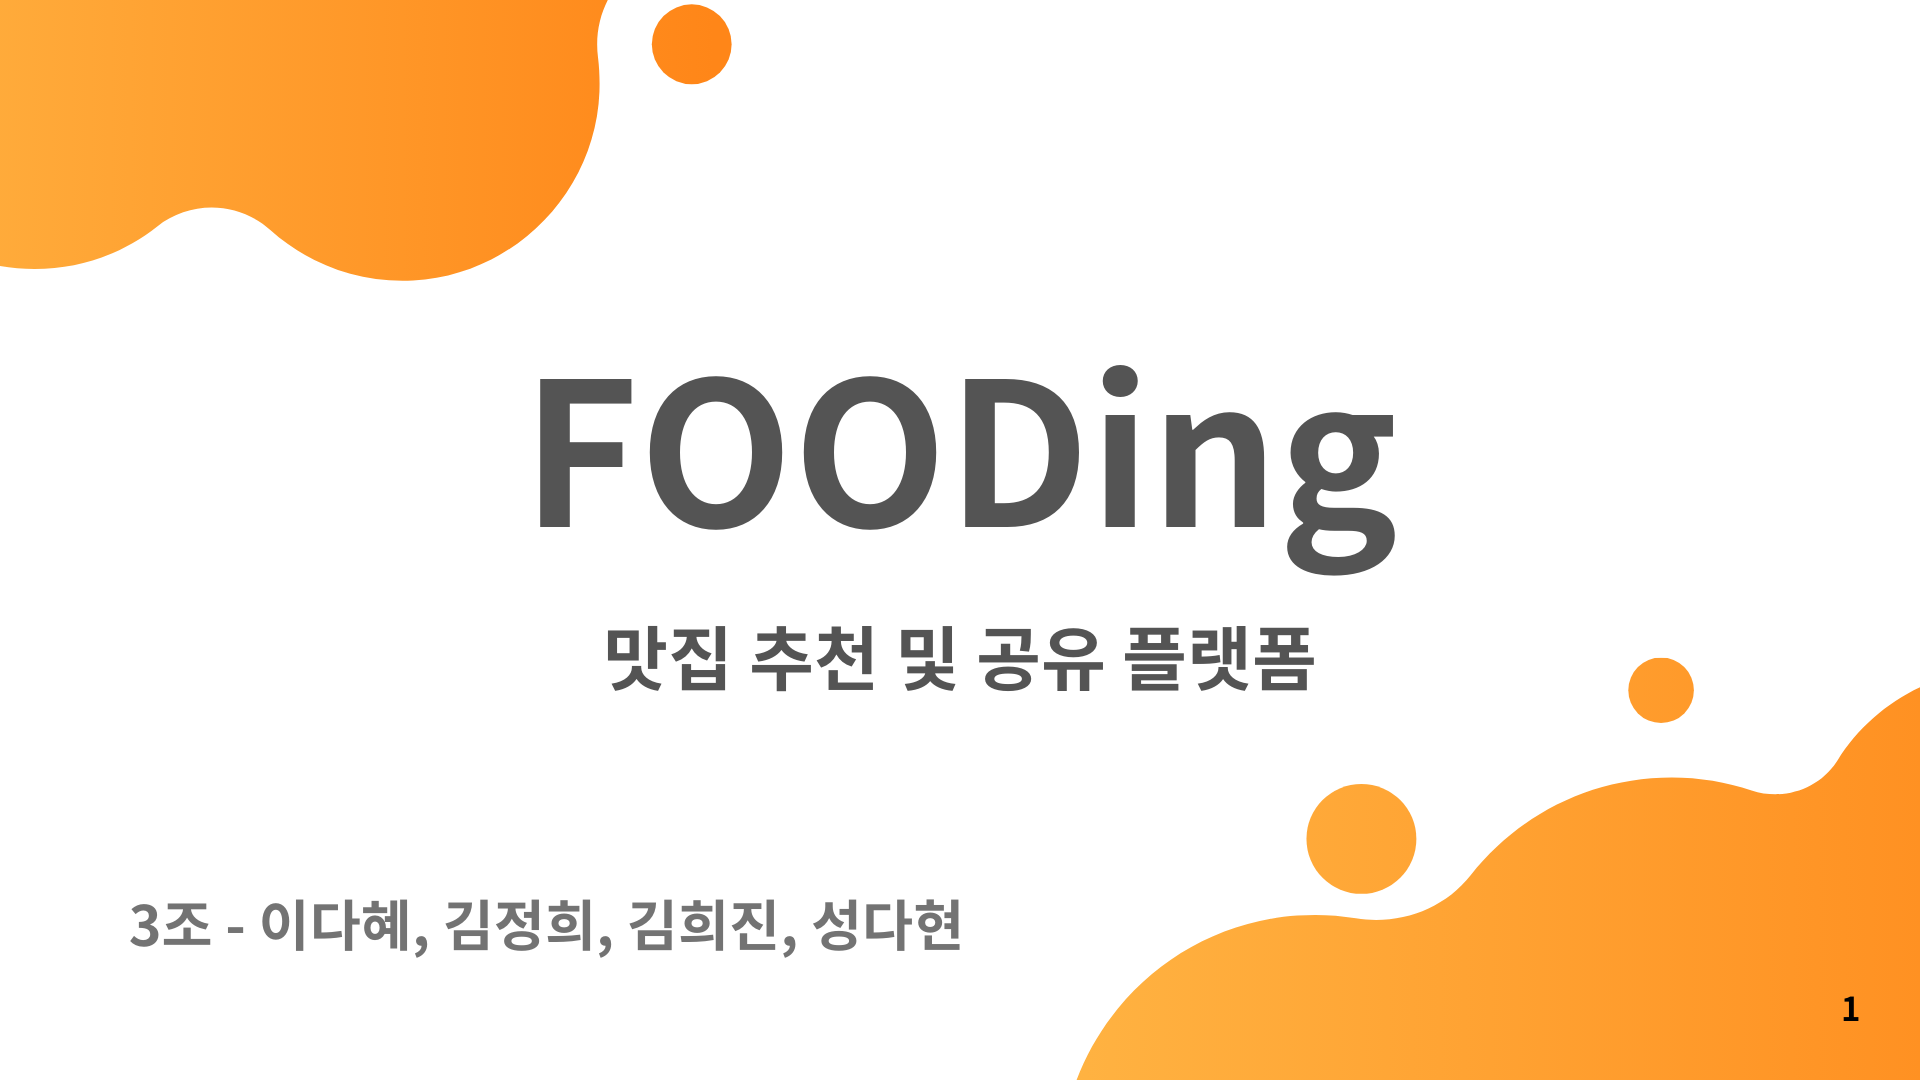 FOODing
맛집 추천 및 공유 플랫폼
3조 - 이다혜, 김정희, 김희진, 성다현
1